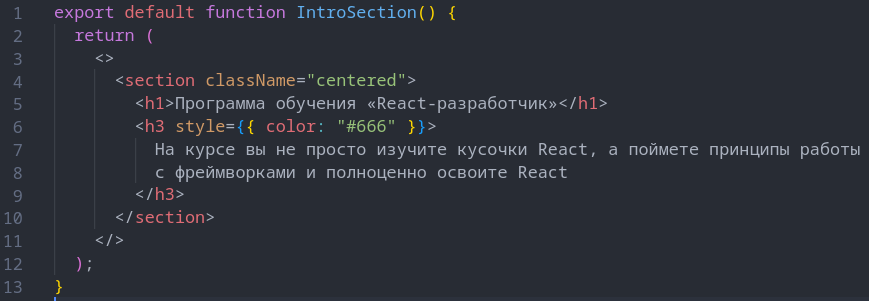 1 export default function IntroSection() {
2 return (
3 <>
4 <section className="centered">
5 <h1>Программа обучения «React-разработчик»</h1>
6 <h3 style={{ color: "#666" }}>
7 На курсе вы не просто изучите кусочки React, а поймете принципы работы
8 с фреймворками и полноценно освоите React
9 </h3>
10 </section>
11 </>
12 );
13 }